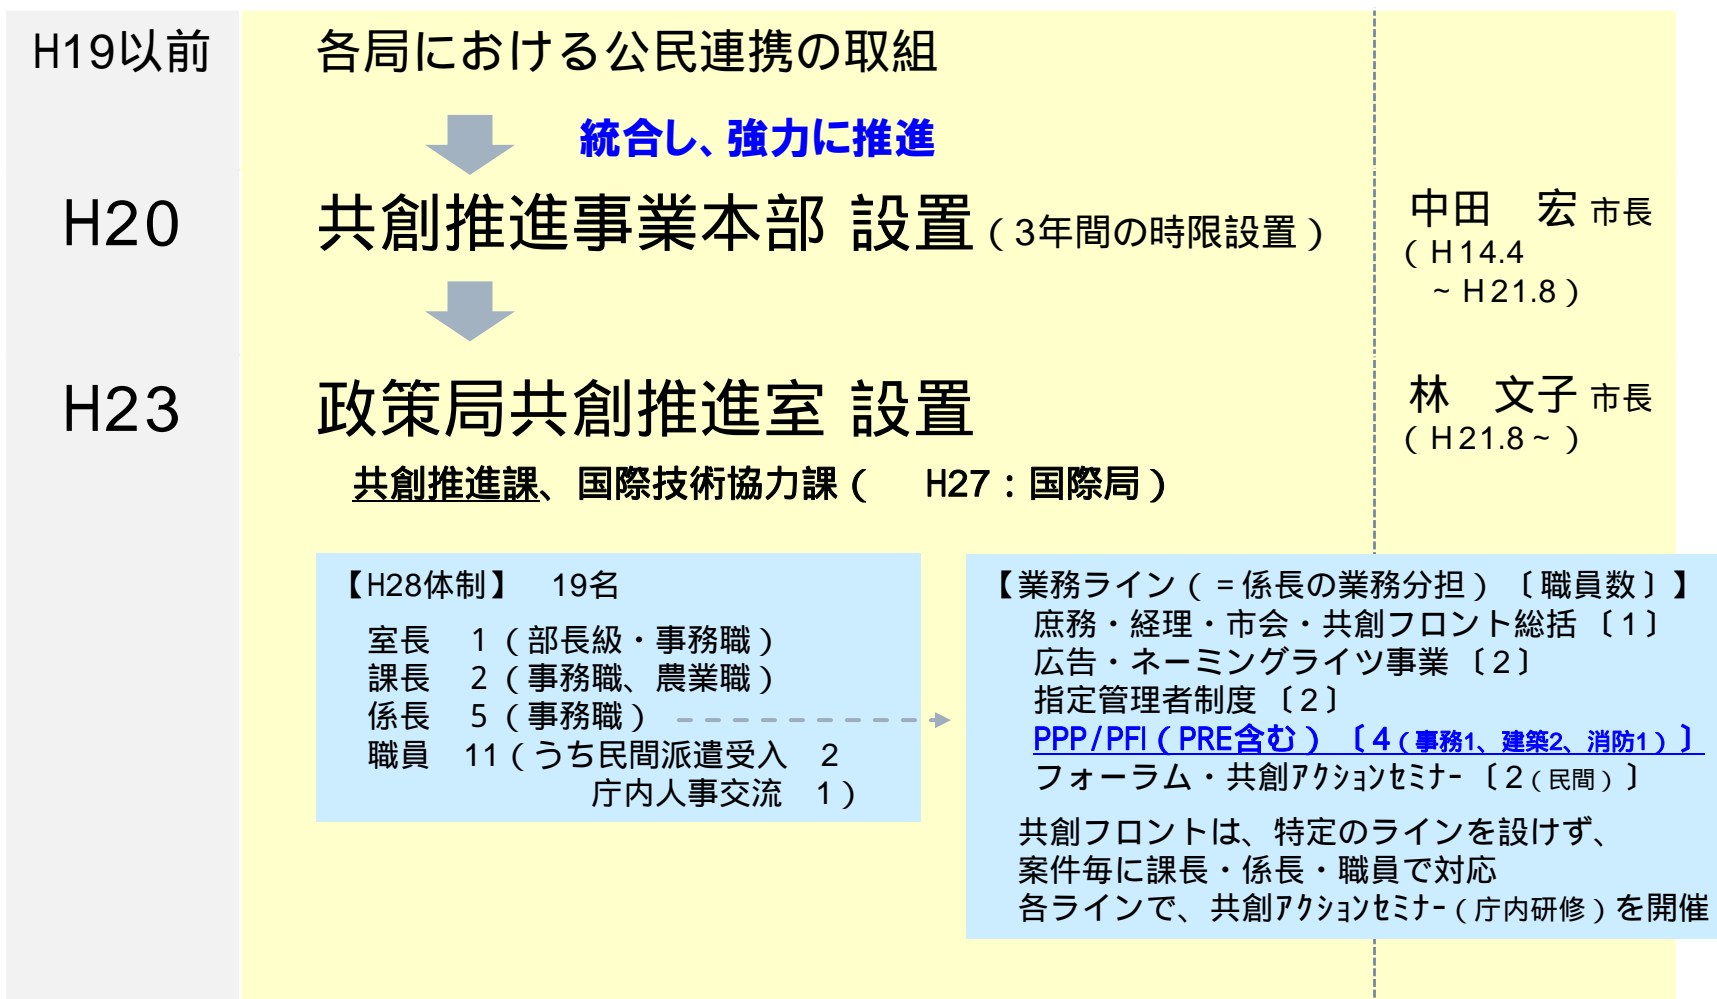 H19以前
各局における公民連携の取組
統合し、強力に推進
H20
共創推進事業本部 設置(3年間の時限設置)
中田 宏 市長
(H14.4
~H21.8)
H23
政策局共創推進室 設置
林 文子 市長
(H21.8~)
共創推進課、国際技術協力課( H27:国際局)
【H28体制】 19名
室長 1(部長級・事務職)
課長 2(事務職、農業職)
係長 5(事務職)
職員 11(うち民間派遣受入 2
庁内人事交流 1)
【業務ライン(=係長の業務分担)〔職員数〕】
庶務・経理・市会・共創フロント総括〔1〕
広告・ネーミングライツ事業〔2〕
指定管理者制度〔2〕
PPP/PFI(PRE含む)〔4(事務1、建築2、消防1)〕
フォーラム・共創ｱｸｼｮﾝｾﾐﾅｰ〔2(民間)〕
共創フロントは、特定のラインを設けず、
案件毎に課長・係長・職員で対応
各ラインで、共創ｱｸｼｮﾝｾﾐﾅｰ(庁内研修)を開催